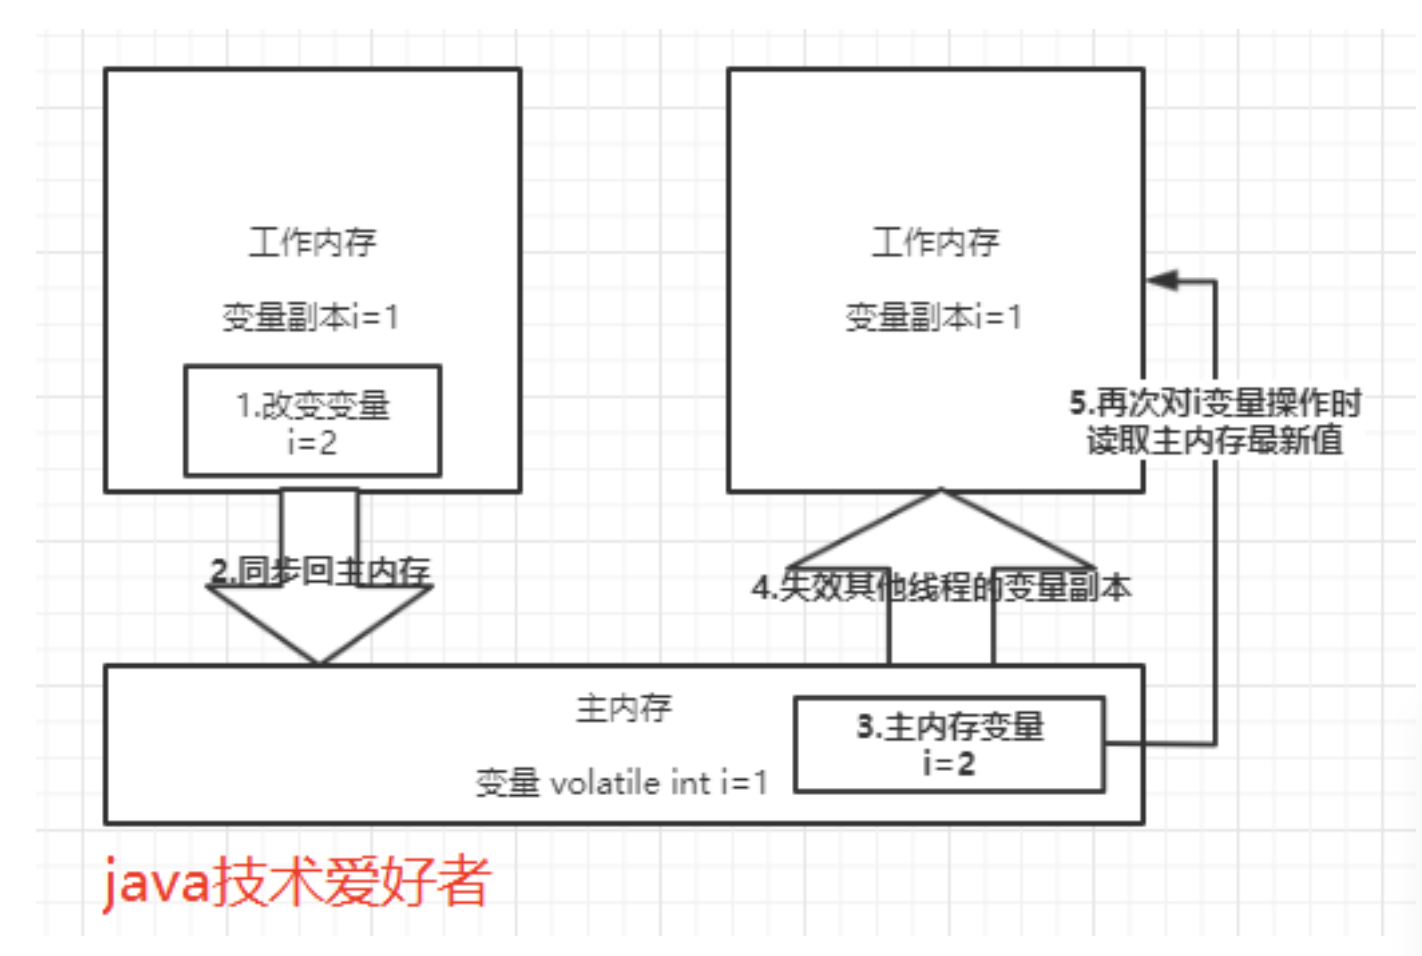 工作内存
变量副本i=1
1.改变变量
i=2
工作内存
变量副本i=1
5.再次对i变量操作时
读取主内存最新值
2.同步回主内存
4.失效其他线程的变量副本
主内存
变量 volatile int i=1
3.主内存变量
i=2
java技术爱好者